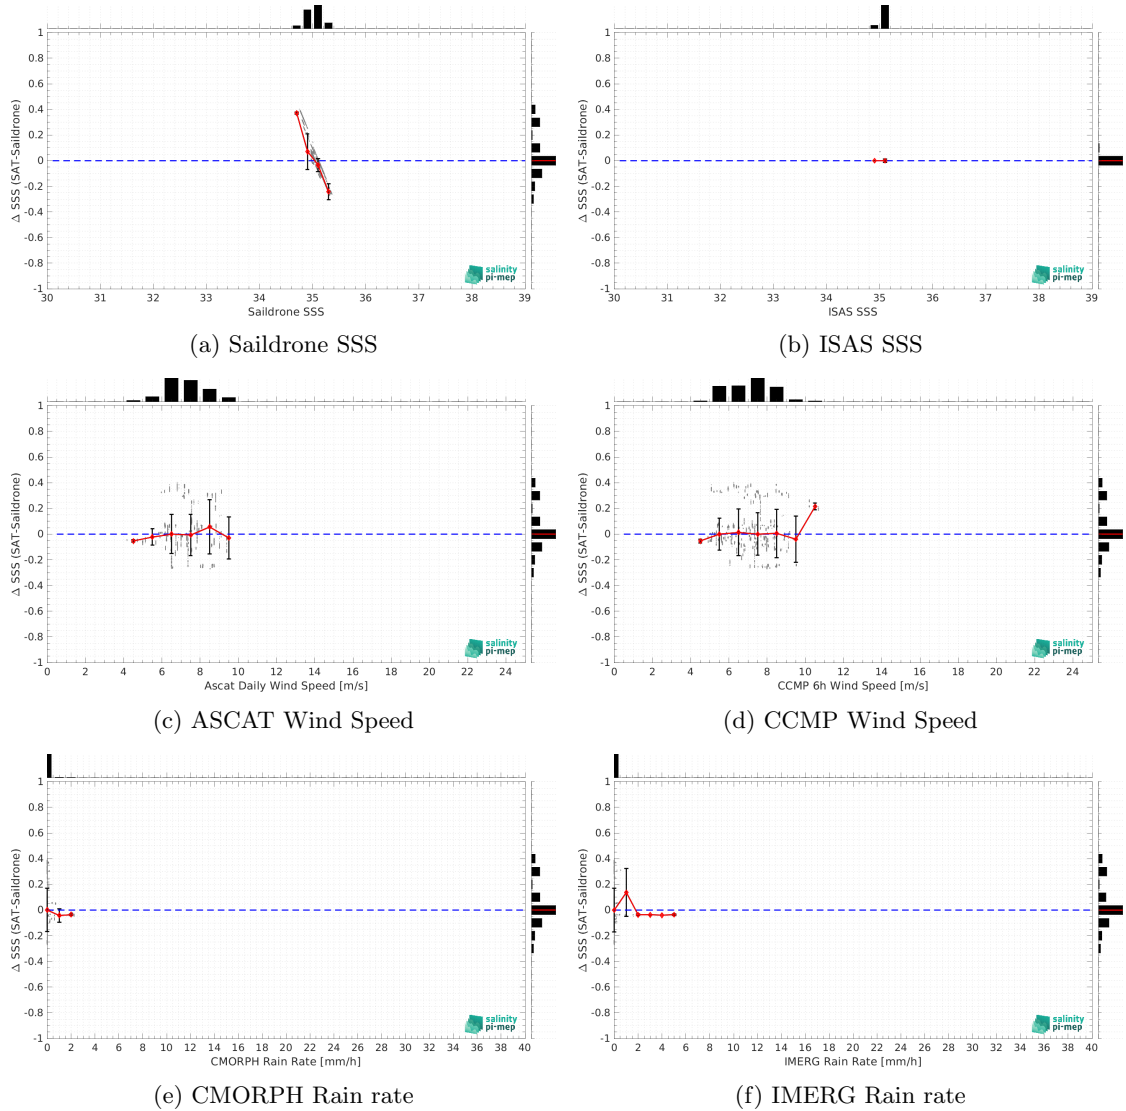 1
0.8
0.6
0.4
0.2
0
-0.2
-0.4
-0.6
-0.8
-1
Δ SSS (SAT-Saildrone)
30 31 32 33 34 35 36 37 38 39
Saildrone SSS
salinity
pi-mep
(a) Saildrone SSS
1
0.8
0.6
0.4
0.2
0
-0.2
-0.4
-0.6
-0.8
-1
Δ SSS (SAT-Saildrone)
30 31 32 33 34 35 36 37 38 39
ISAS SSS
salinity
pi-mep
(b) ISAS SSS
1
0.8
0.6
0.4
0.2
0
-0.2
-0.4
-0.6
-0.8
-1
Δ SSS (SAT-Saildrone)
0 2 4 6 8 10 12 14 16 18 20 22 24
Ascat Daily Wind Speed [m/s]
salinity
pi-mep
(c) ASCAT Wind Speed
1
0.8
0.6
0.4
0.2
0
-0.2
-0.4
-0.6
-0.8
-1
Δ SSS (SAT-Saildrone)
0 2 4 6 8 10 12 14 16 18 20 22 24
CCMP 6h Wind Speed [m/s]
salinity
pi-mep
(d) CCMP Wind Speed
1
0.8
0.6
0.4
0.2
0
-0.2
-0.4
-0.6
-0.8
-1
Δ SSS (SAT-Saildrone)
0 2 4 6 8 10 12 14 16 18 20 22 24 26 28 30 32 34 36 38 40
CMORPH Rain Rate [mm/h]
salinity
pi-mep
(e) CMORPH Rain rate
1
0.8
0.6
0.4
0.2
0
-0.2
-0.4
-0.6
-0.8
-1
Δ SSS (SAT-Saildrone)
0 2 4 6 8 10 12 14 16 18 20 22 24 26 28 30 32 34 36 38 40
IMERG Rain Rate [mm/h]
salinity
pi-mep
(f) IMERG Rain rate